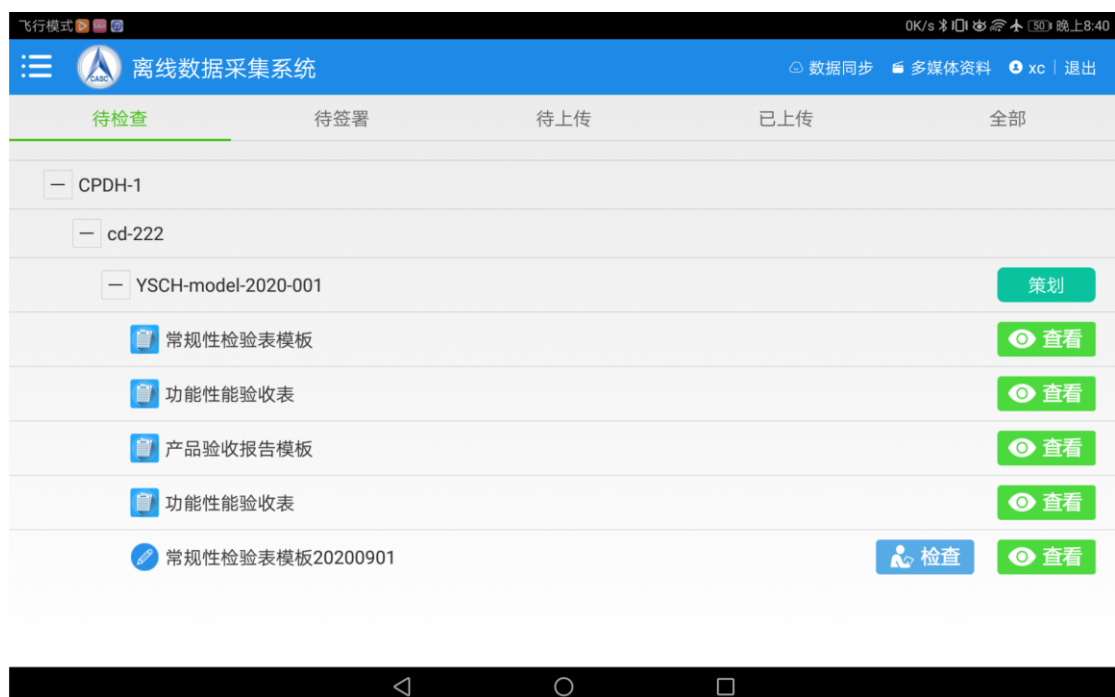 飞行模式 0K/s 50 晚上8:40
CASC 离线数据采集系统 数据同步 多媒体资料 xc 退出
待检查 待签署 待上传 已上传 全部
CPDH-1
cd-222
YSCH-model-2020-001 策划
常规性检验表模板 查看
功能性能验收表 查看
产品验收报告模板 查看
功能性能验收表 查看
常规性检验表模板20200901 检查 查看